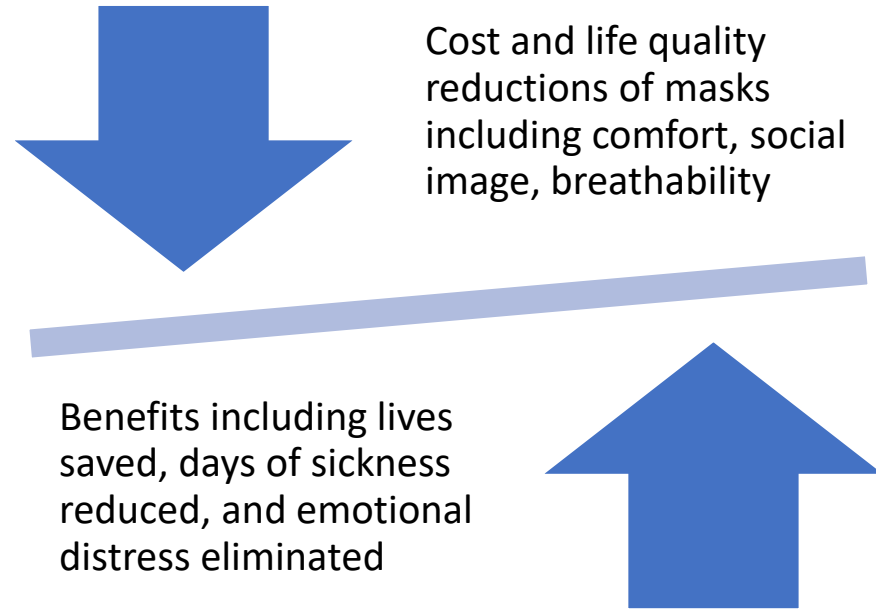 Cost and life quality
reductions of masks
including comfort, social
image, breathability
Benefits including lives
saved, days of sickness
reduced, and emotional
distress eliminated